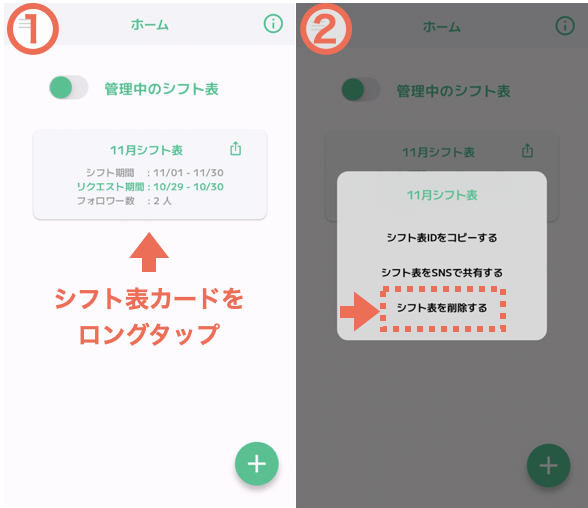 1
ホーム
管理中のシフト表
11月シフト表
シフト期間 : 11/01 - 11/30
リクエスト期間 : 10/29 - 10/30
フォロワー数 : 2 人
シフト表カードを
ロングタップ
2
ホーム
管理中のシフト表
11月シフト表
11月シフト表
シフト表IDをコピーする
シフト表をSNSで共有する
シフト表を削除する